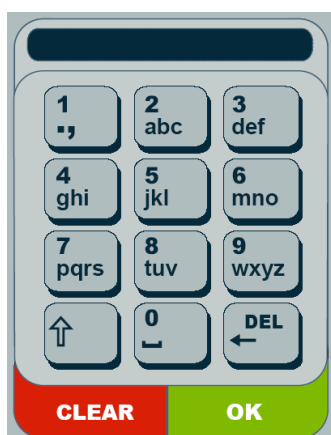 1 2 3
., abc def
4 5 6
ghi jkl mno
7 8 9
pqrs tuv wxyz
0 DEL
CLEAR OK